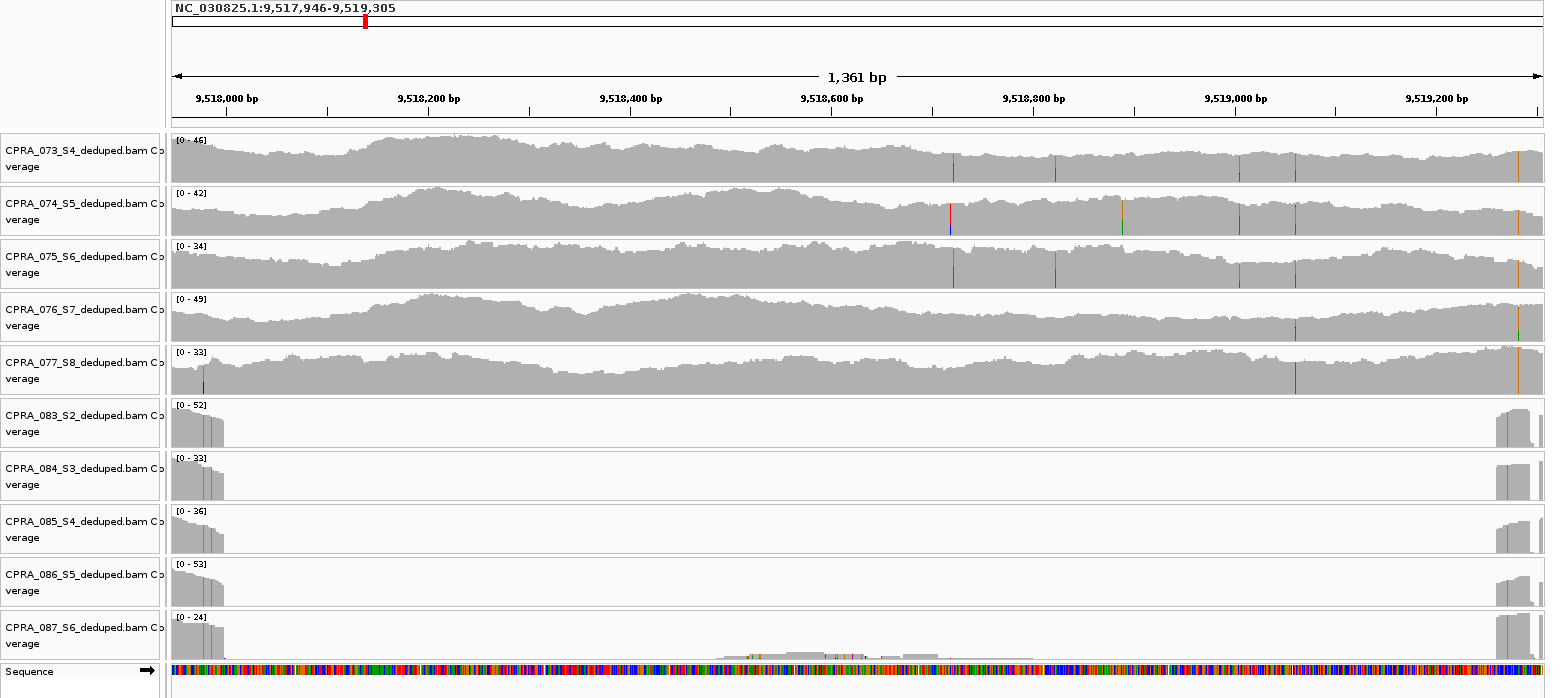 NC_030825.1:9,517,946-9,519,305
1,361 bp
9,518,000 bp 9,518,200 bp 9,518,400 bp 9,518,600 bp 9,518,800 bp 9,519,000 bp 9,519,200 bp
[0 - 46]
CPRA_073_S4_deduped.bam Co
verage
[0 - 42]
CPRA_074_S5_deduped.bam Co
verage
[0 - 34]
CPRA_075_S6_deduped.bam Co
verage
[0 - 49]
CPRA_076_S7_deduped.bam Co
verage
[0 - 33]
CPRA_077_S8_deduped.bam Co
verage
[0 - 52]
CPRA_083_S2_deduped.bam Co
verage
[0 - 33]
CPRA_084_S3_deduped.bam Co
verage
[0 - 36]
CPRA_085_S4_deduped.bam Co
verage
[0 - 53]
CPRA_086_S5_deduped.bam Co
verage
[0 - 24]
CPRA_087_S6_deduped.bam Co
verage
Sequence